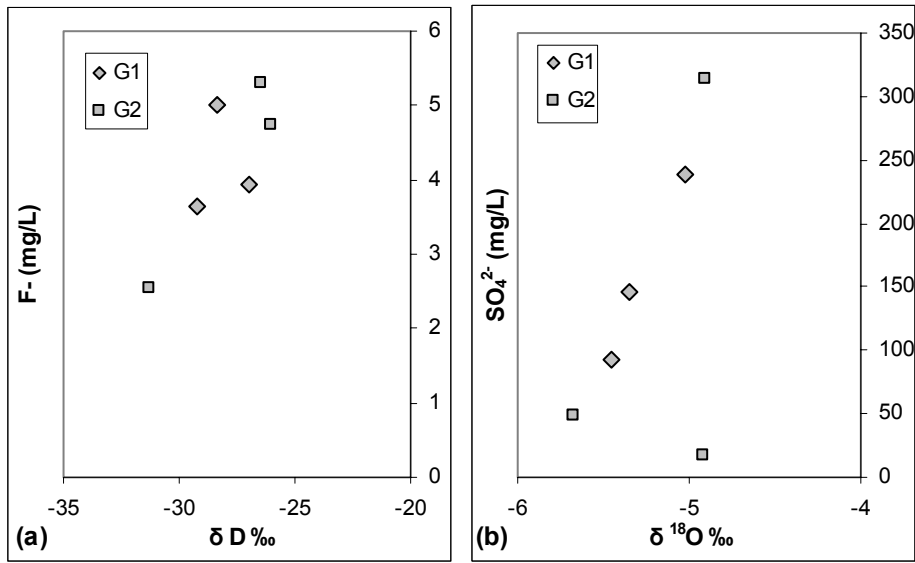 G1
G2
F- (mg/L)
6
5
4
3
2
1
0
-35
-30
-25
-20
(a)
δ D ‰
G1
G2
SO₄²⁻ (mg/L)
350
300
250
200
150
100
50
0
-6
-5
-4
(b)
δ ¹⁸O ‰